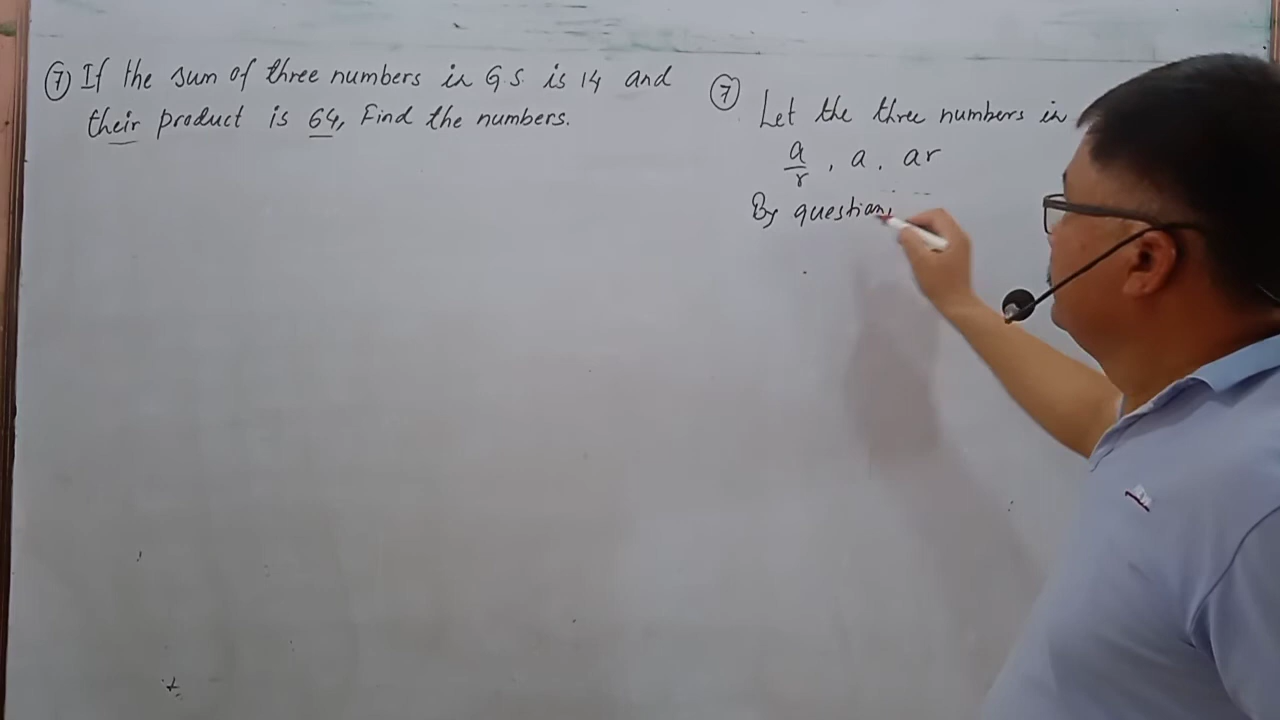 ⑦ If the sum of three numbers in G.S. is 14 and
their product is 64, Find the numbers.
⑦
Let the three numbers in
a/r, a, ar
By question,